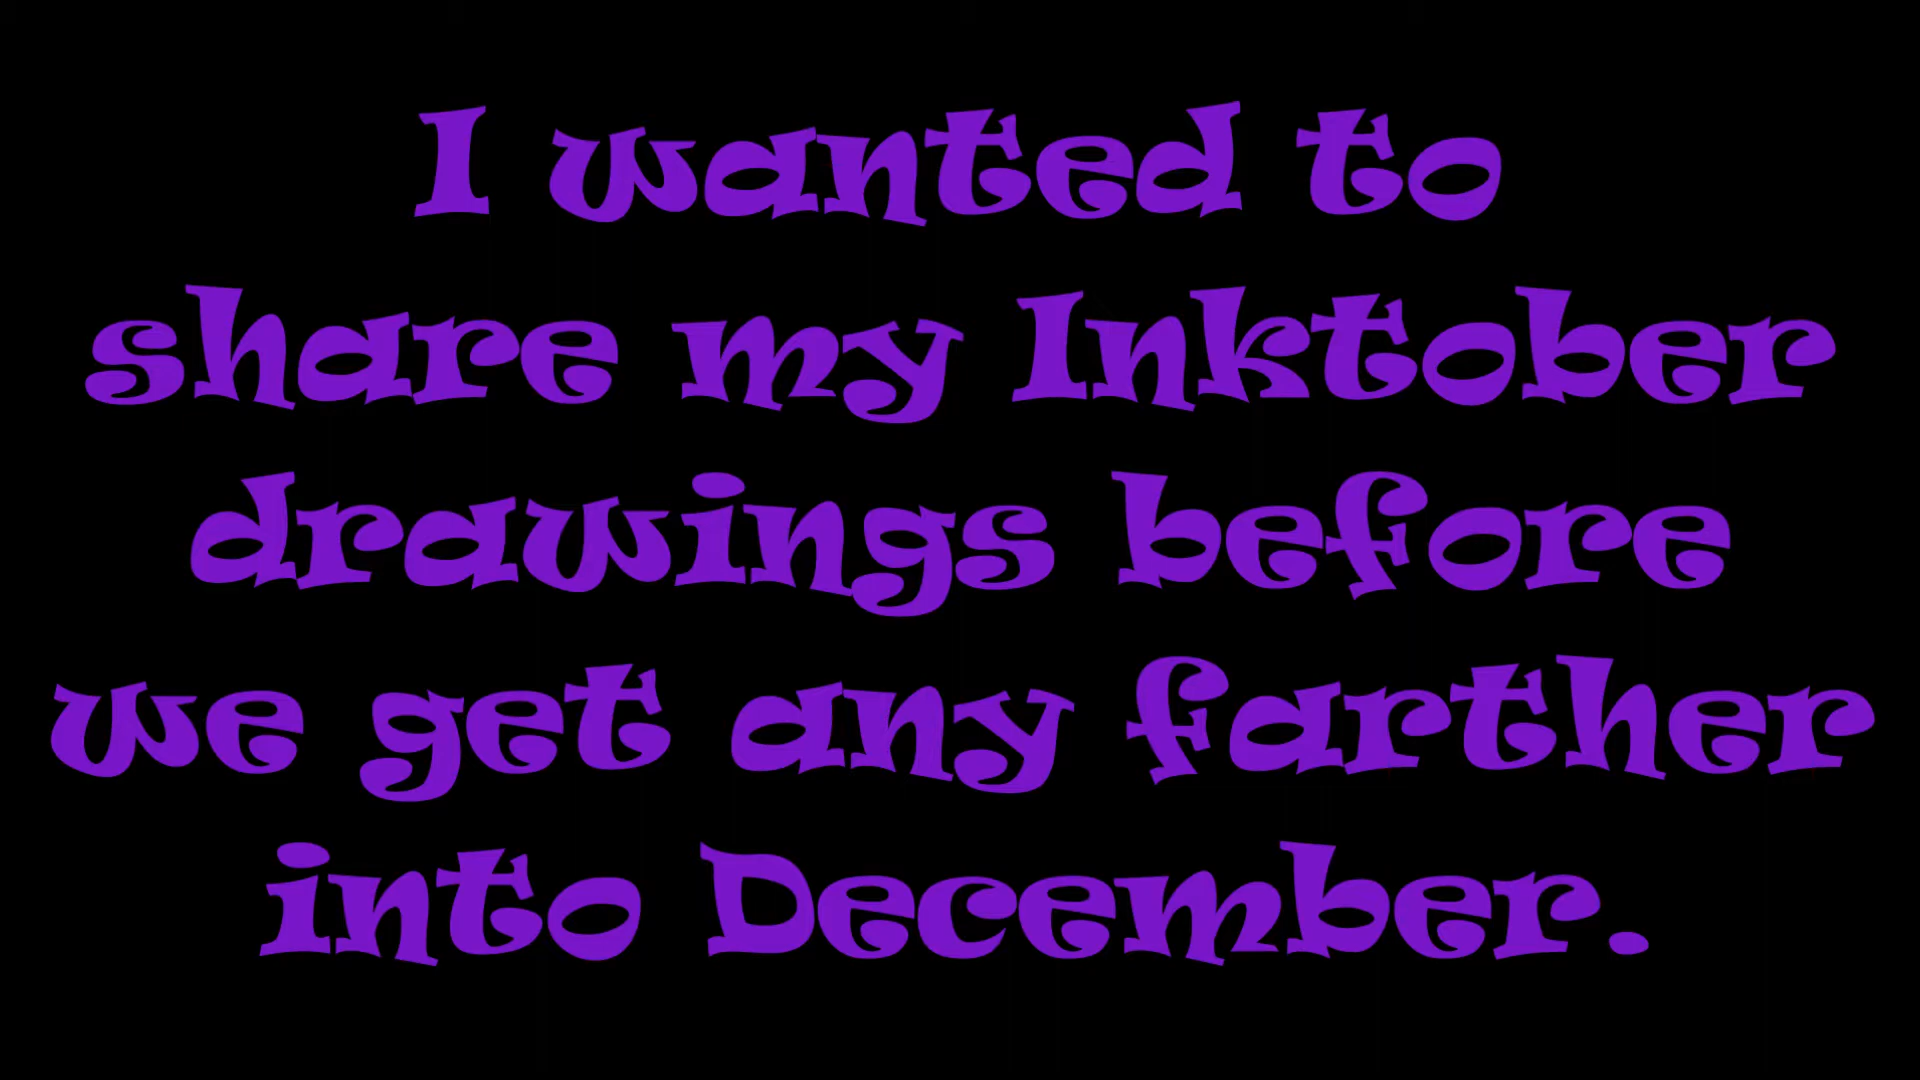 I wanted to
share my Inktober
drawings before
we get any farther
into December.